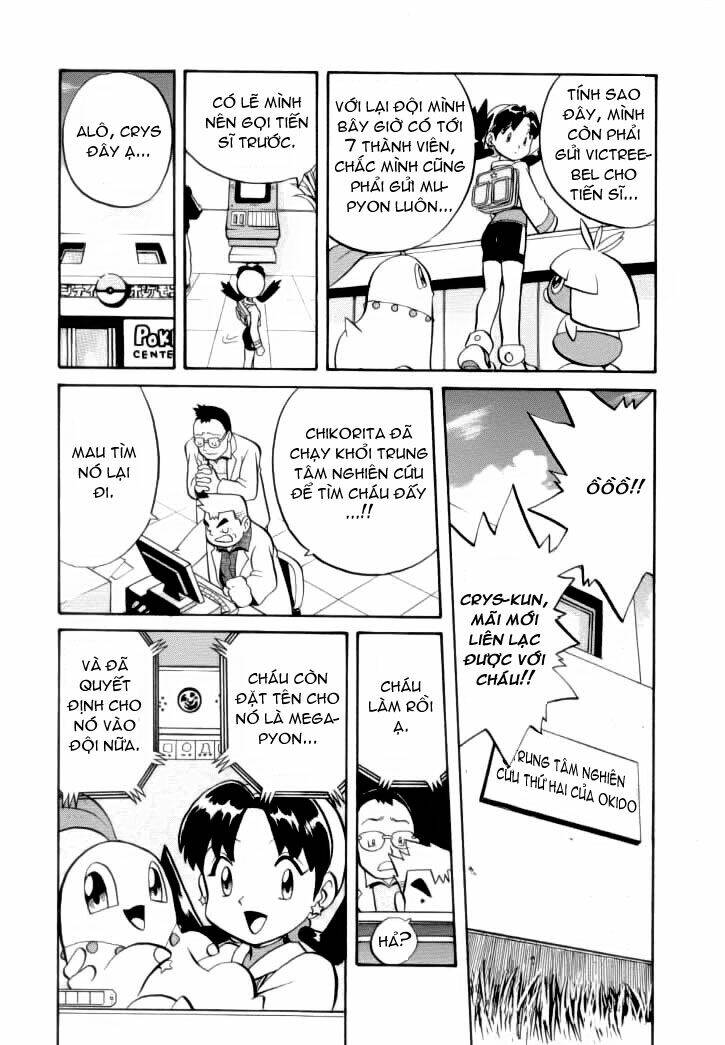 TÍNH SAO
ĐÂY, MÌNH
CÒN PHẢI
GỬI VICTREE-
BEL CHO
TIẾN SĨ...
VỚI LẠI ĐỘI MÌNH
BÂY GIỜ CÓ TỚI
7 THÀNH VIÊN,
CHẮC MÌNH CŨNG
PHẢI GỬI MU-
PYON LUÔN...
CÓ LẼ MÌNH
NÊN GỌI TIẾN
SĨ TRƯỚC.
ALÔ, CRYS
ĐÂY Ạ...
POKé
CENTER
ỒỒỒ!!
CRYS-KUN,
MÃI MỚI
LIÊN LẠC
ĐƯỢC VỚI
CHÁU!!
TRUNG TÂM NGHIÊN
CỨU THỨ HAI CỦA OKIDO
CHIKORITA ĐÃ
CHẠY KHỎI TRUNG
TÂM NGHIÊN CỨU
ĐỂ TÌM CHÁU ĐẤY
...!!
MAU TÌM
NÓ LẠI
ĐI.
CHÁU
LÀM RỒI
Ạ.
HẢ?
CHÁU CÒN
ĐẶT TÊN CHO
NÓ LÀ MEGA-
PYON...
VÀ ĐÃ
QUYẾT
ĐỊNH CHO
NÓ VÀO
ĐỘI NỮA.